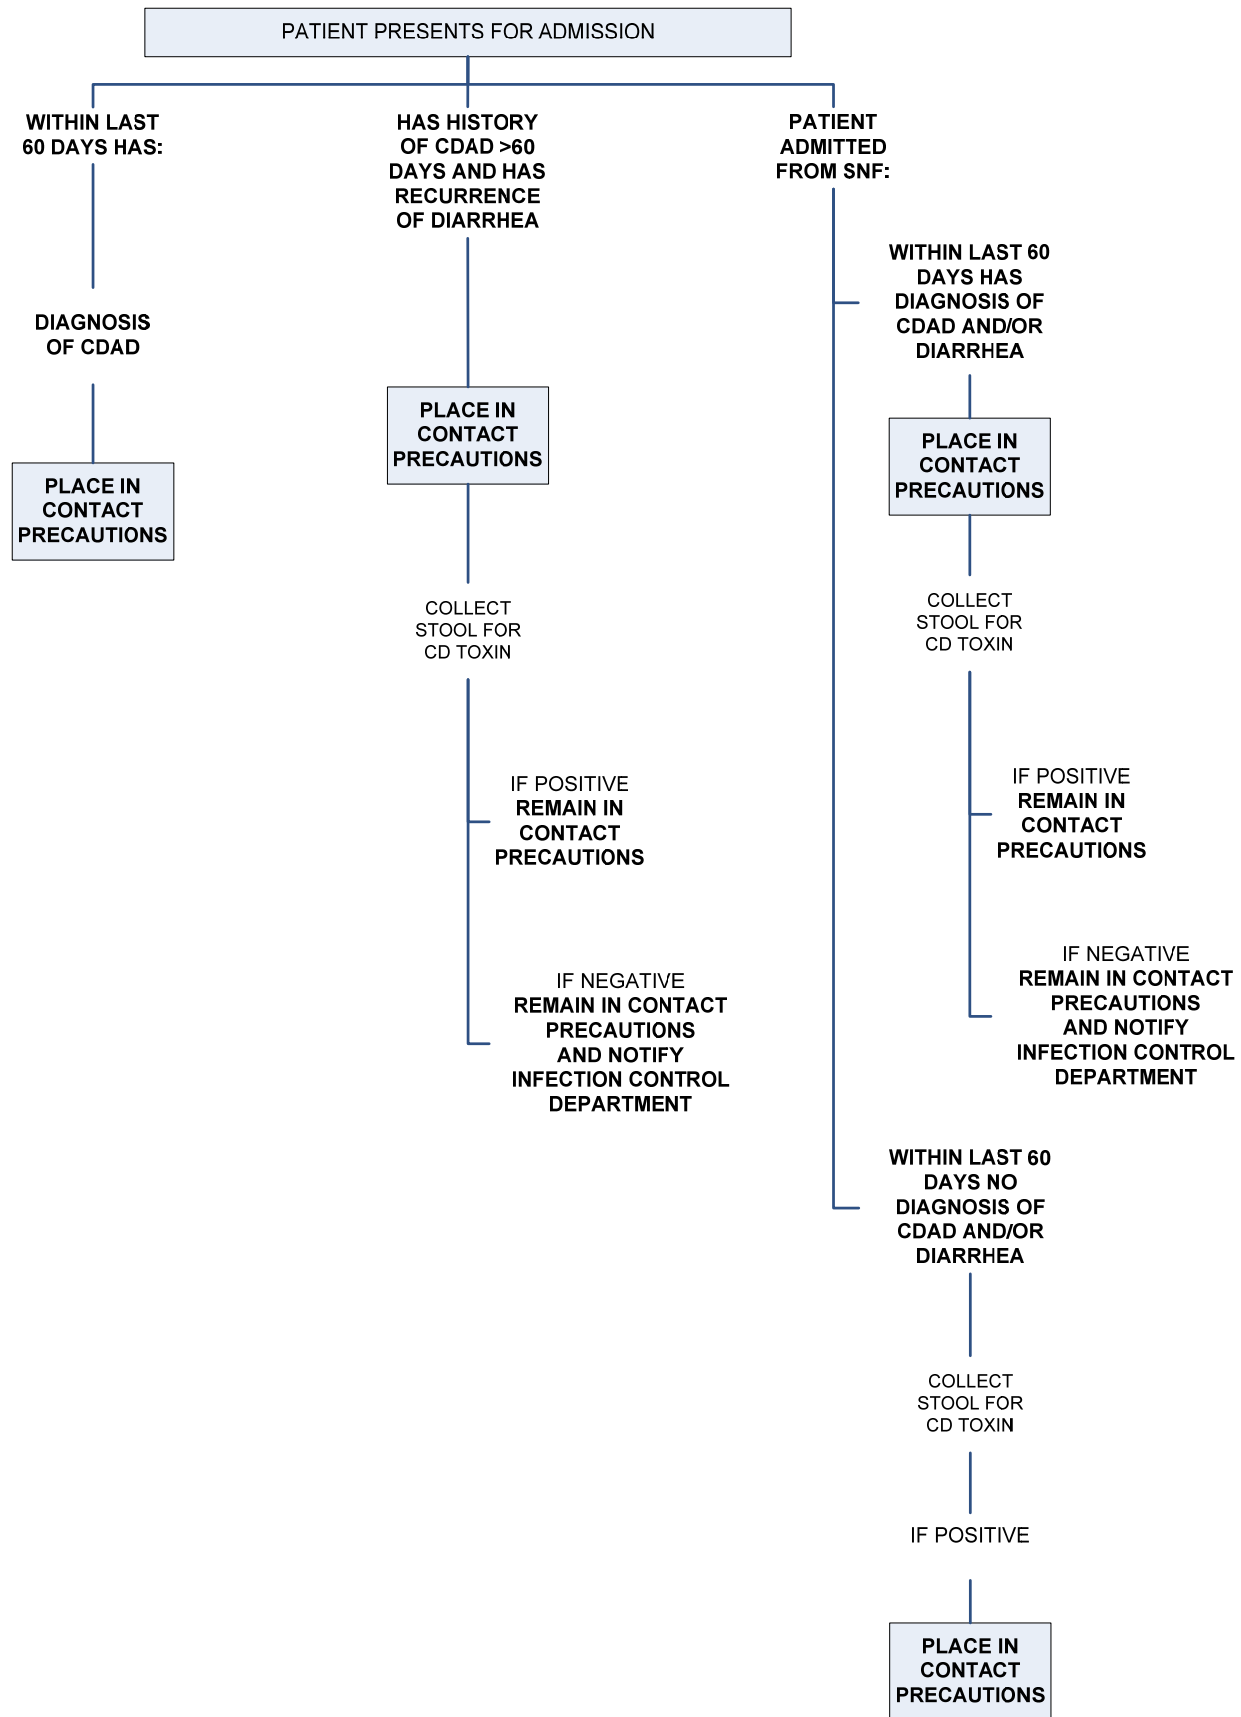 PATIENT PRESENTS FOR ADMISSION
WITHIN LAST
60 DAYS HAS:
DIAGNOSIS
OF CDAD
PLACE IN
CONTACT
PRECAUTIONS
HAS HISTORY
OF CDAD >60
DAYS AND HAS
RECURRENCE
OF DIARRHEA
PLACE IN
CONTACT
PRECAUTIONS
COLLECT
STOOL FOR
CD TOXIN
IF POSITIVE
REMAIN IN
CONTACT
PRECAUTIONS
IF NEGATIVE
REMAIN IN CONTACT
PRECAUTIONS
AND NOTIFY
INFECTION CONTROL
DEPARTMENT
PATIENT
ADMITTED
FROM SNF:
WITHIN LAST 60
DAYS HAS
DIAGNOSIS OF
CDAD AND/OR
DIARRHEA
PLACE IN
CONTACT
PRECAUTIONS
COLLECT
STOOL FOR
CD TOXIN
IF POSITIVE
REMAIN IN
CONTACT
PRECAUTIONS
IF NEGATIVE
REMAIN IN CONTACT
PRECAUTIONS
AND NOTIFY
INFECTION CONTROL
DEPARTMENT
WITHIN LAST 60
DAYS NO
DIAGNOSIS OF
CDAD AND/OR
DIARRHEA
COLLECT
STOOL FOR
CD TOXIN
IF POSITIVE
PLACE IN
CONTACT
PRECAUTIONS